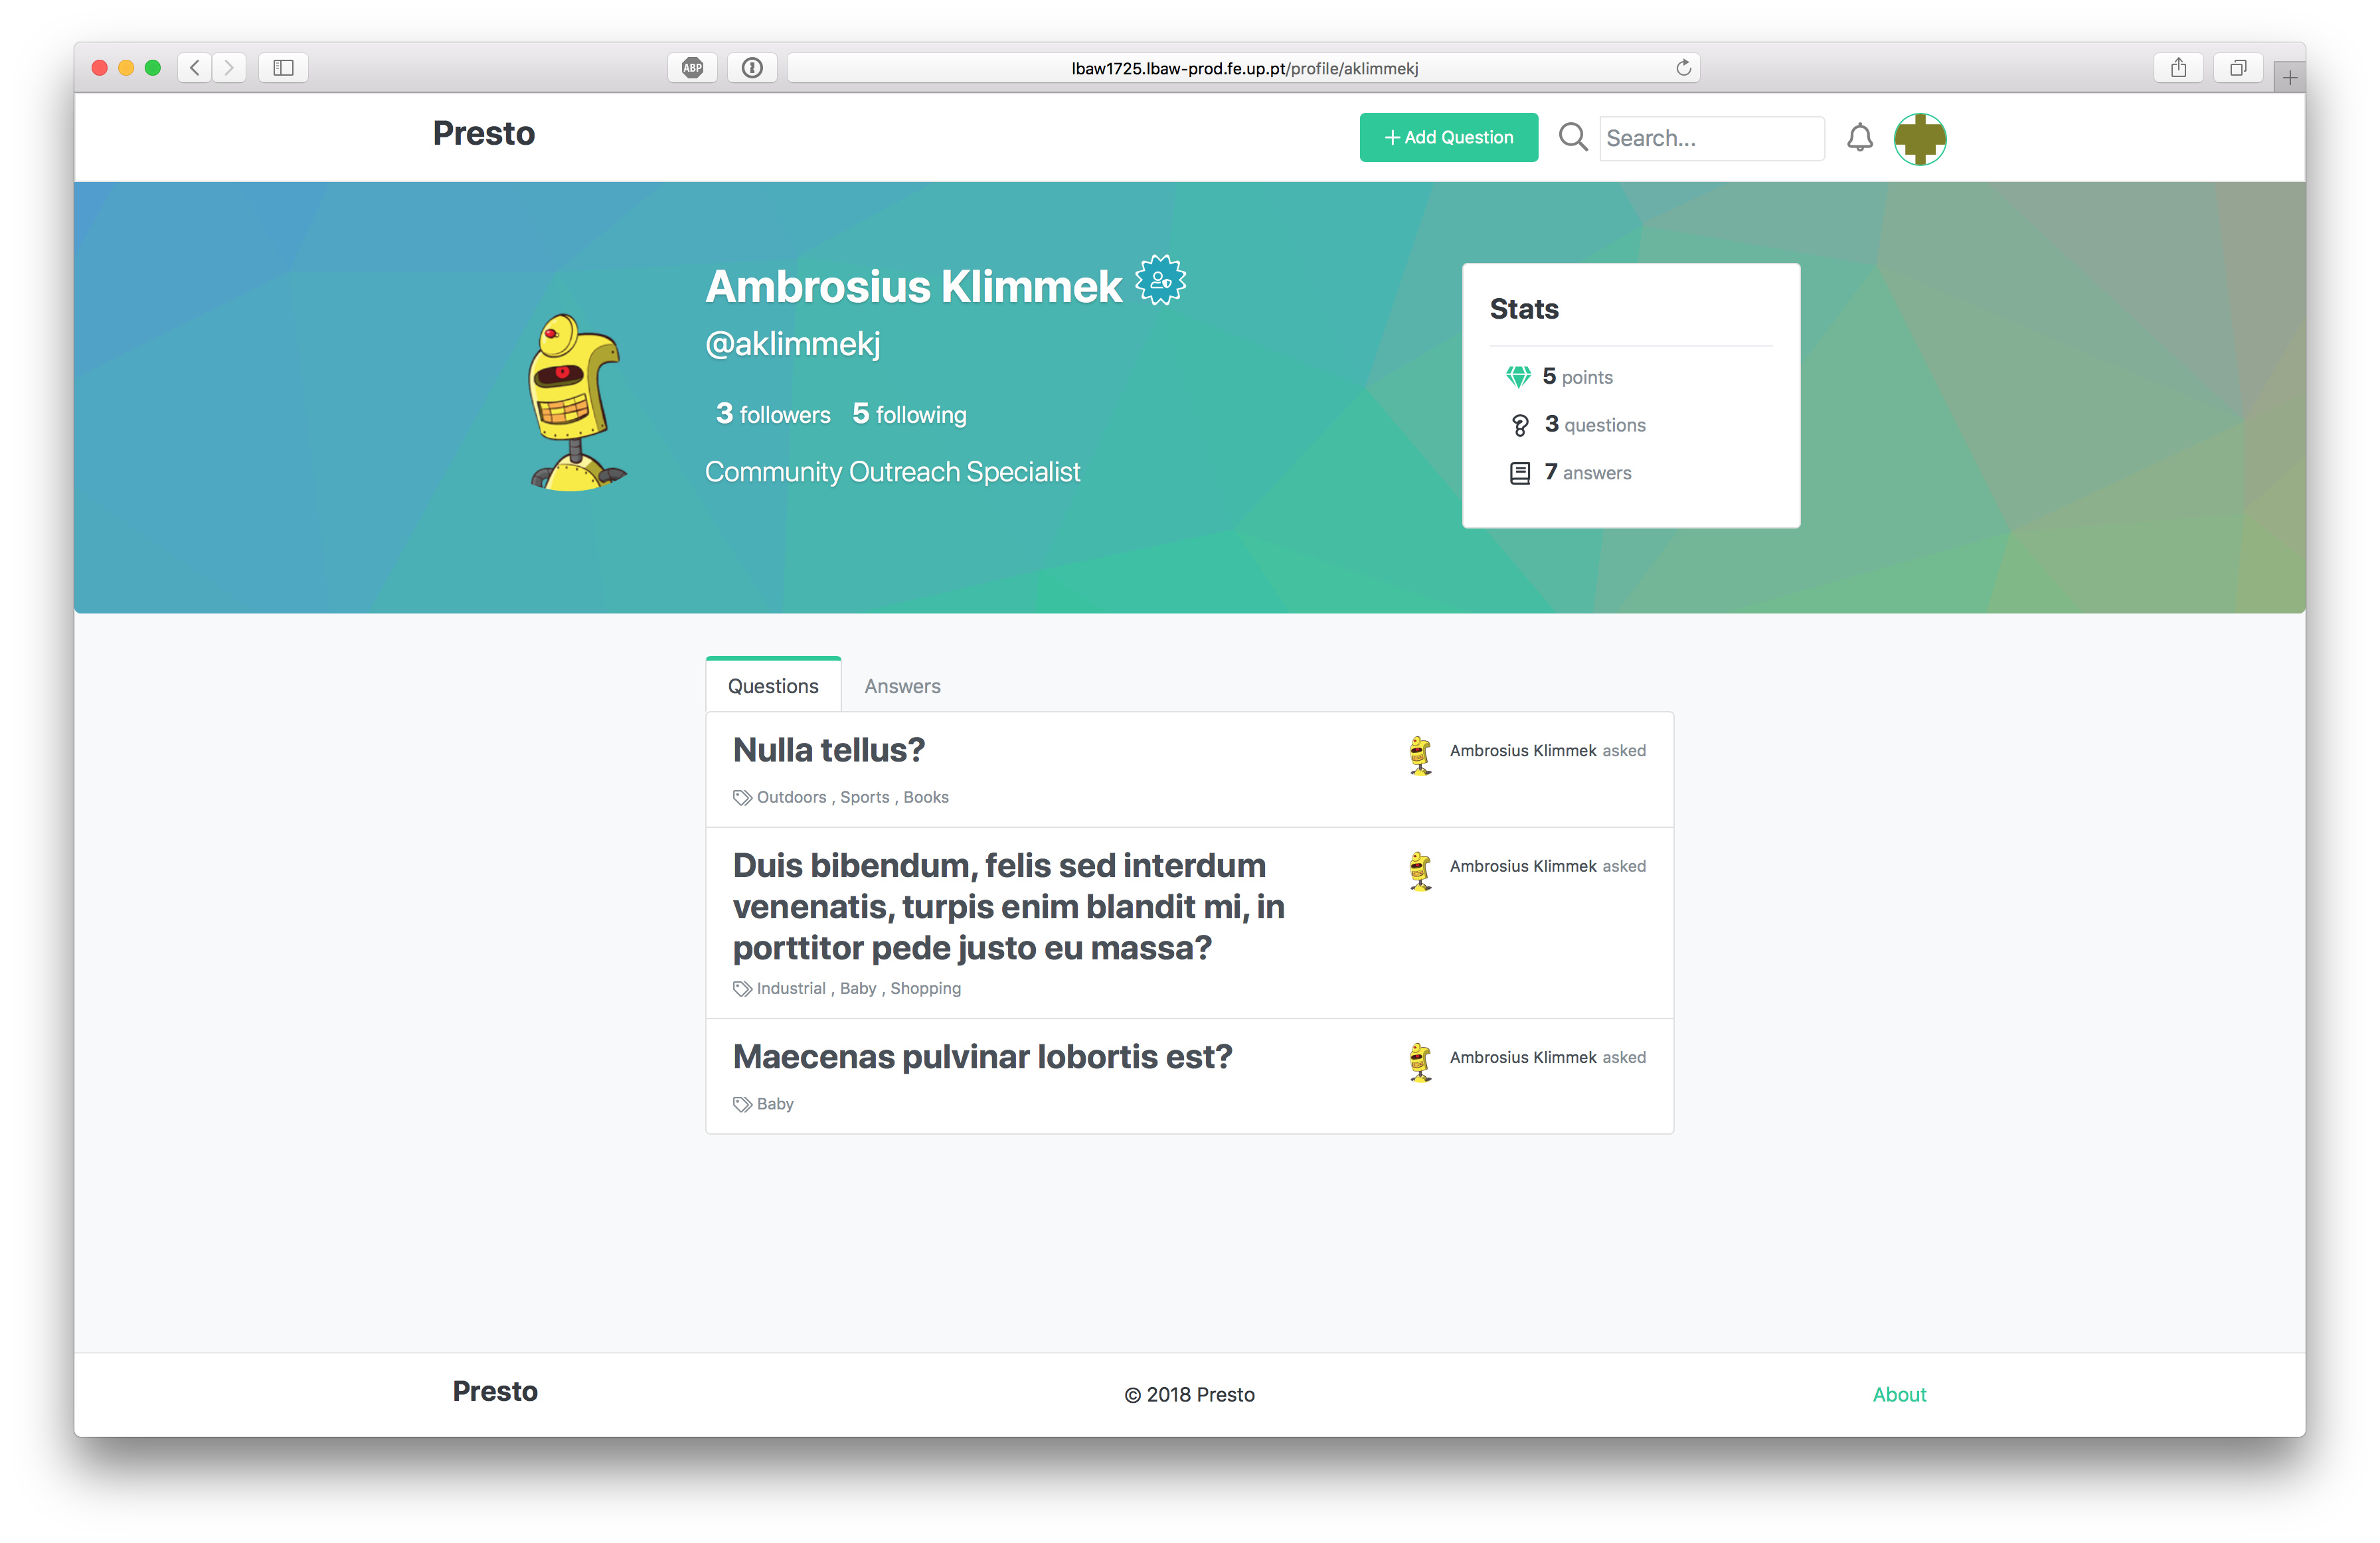 ABP
lbaw1725.lbaw-prod.fe.up.pt/profile/aklimmekj
Presto
Add Question
Search...
Ambrosius Klimmek
@aklimmekj
3 followers 5 following
Community Outreach Specialist
Stats
5 points
3 questions
7 answers
Questions
Answers
Nulla tellus?
Ambrosius Klimmek asked
Outdoors , Sports , Books
Duis bibendum, felis sed interdum
venenatis, turpis enim blandit mi, in
porttitor pede justo eu massa?
Ambrosius Klimmek asked
Industrial , Baby , Shopping
Maecenas pulvinar lobortis est?
Ambrosius Klimmek asked
Baby
Presto
© 2018 Presto
About